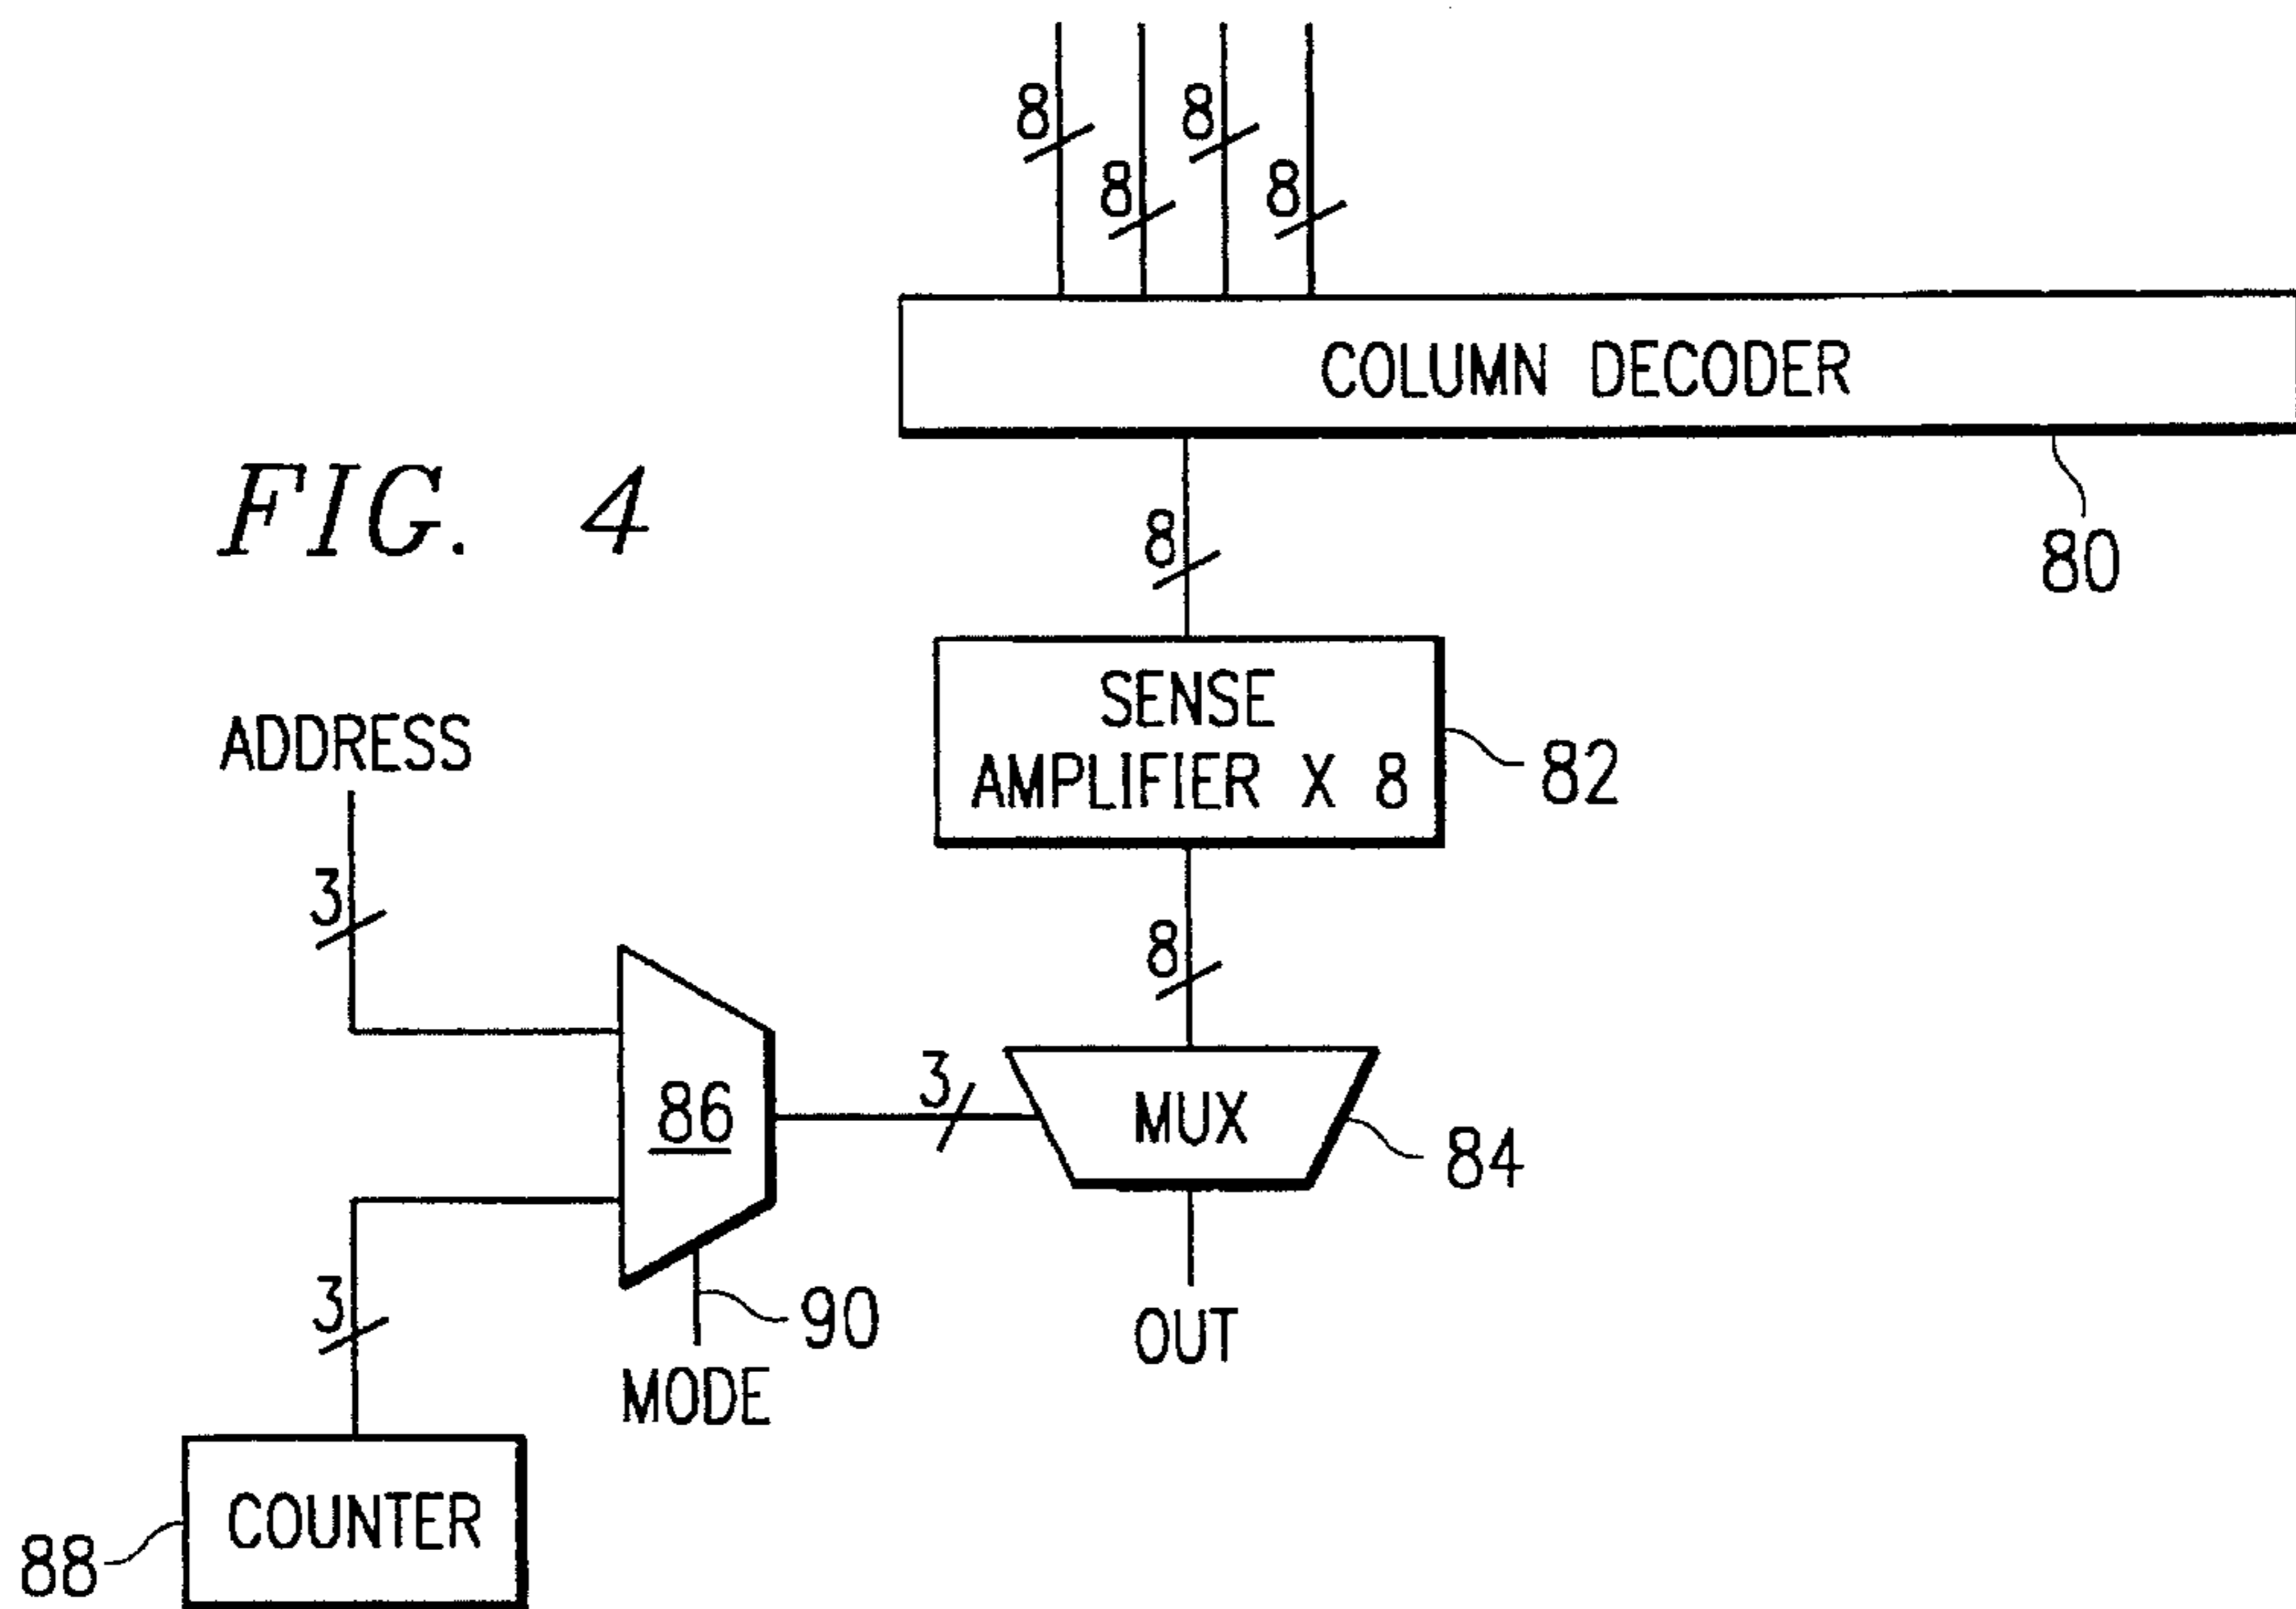 8
8
8
8
COLUMN DECODER
FIG. 4
8
80
SENSE
AMPLIFIER X 8
82
ADDRESS
3
8
86
3
MUX
84
3
90
MODE
OUT
COUNTER
88